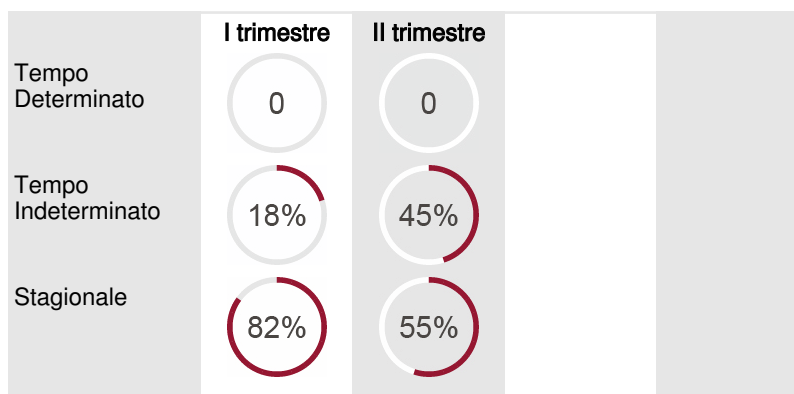 I trimestre II trimestre
Tempo
Determinato
0 0
Tempo
Indeterminato
18% 45%
Stagionale
82% 55%